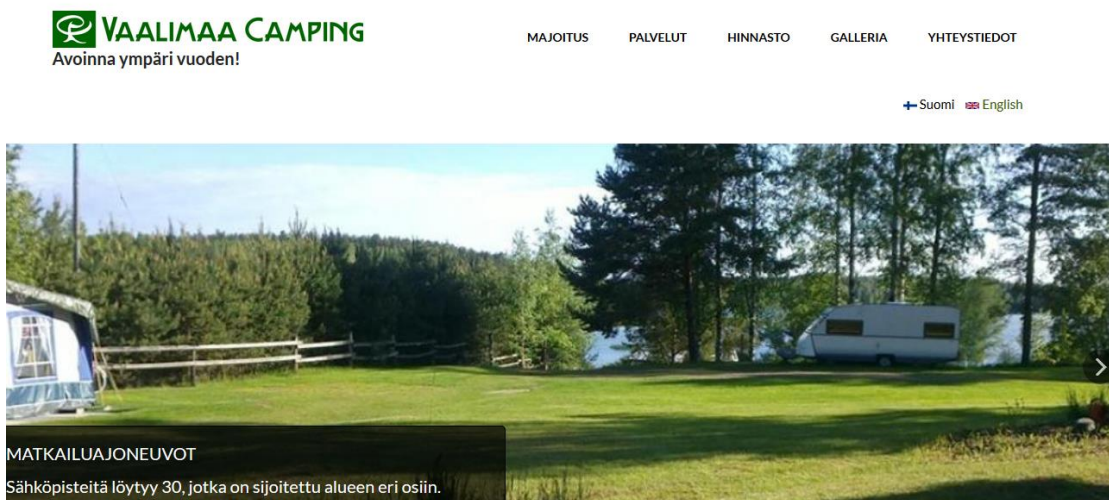 VAALIMAA CAMPING
Avoinna ympäri vuoden!
MAJOITUS PALVELUT HINNASTO GALLERIA YHTEYSTIEDOT
Suomi English
MATKAILUAJONEUVOT
Sähköpisteitä löytyy 30, jotka on sijoitettu alueen eri osiin.